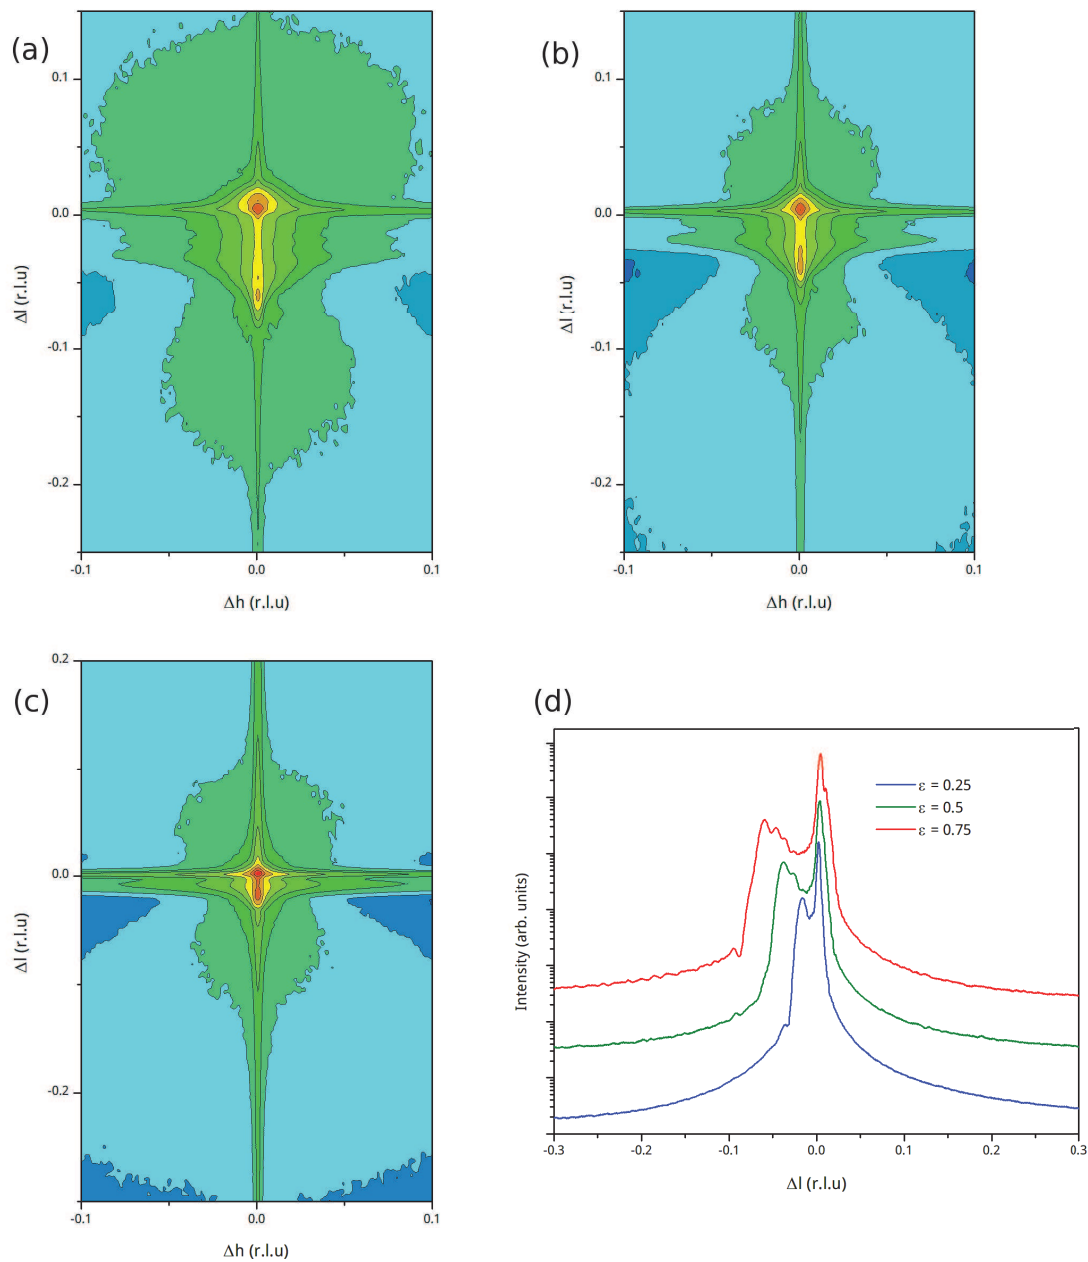 (a)
0.1
0.0
-0.1
-0.2
-0.1
0.0
0.1
Δl (r.l.u)
Δh (r.l.u)
(b)
0.1
0.0
-0.1
-0.2
-0.1
0.0
0.1
Δl (r.l.u)
Δh (r.l.u)
(c)
0.2
0.0
-0.2
-0.1
0.0
0.1
Δl (r.l.u)
Δh (r.l.u)
(d)
ε = 0.25
ε = 0.5
ε = 0.75
Intensity (arb. units)
-0.3
-0.2
-0.1
0.0
0.1
0.2
0.3
Δl (r.l.u)